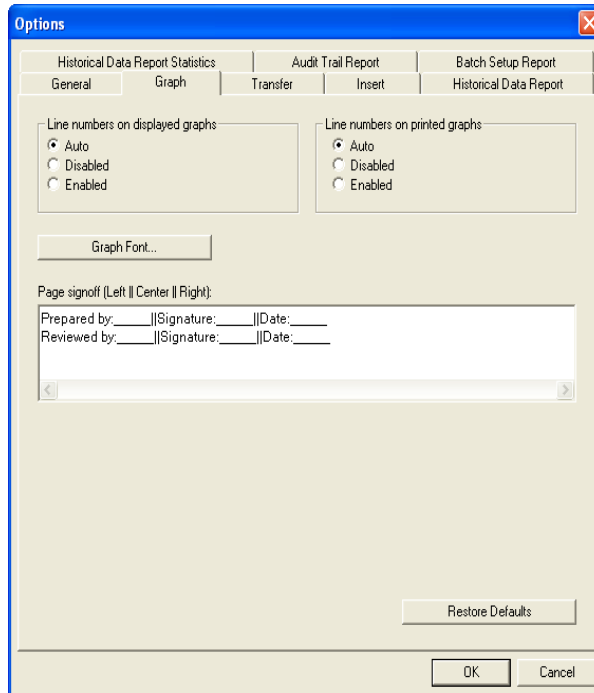 Options
Historical Data Report Statistics Audit Trail Report Batch Setup Report
General Graph Transfer Insert Historical Data Report
Line numbers on displayed graphs
Auto
Disabled
Enabled
Line numbers on printed graphs
Auto
Disabled
Enabled
Graph Font...
Page signoff (Left || Center || Right):
Prepared by:_____||Signature:_____||Date:_____
Reviewed by:_____||Signature:_____||Date:_____
Restore Defaults
OK Cancel